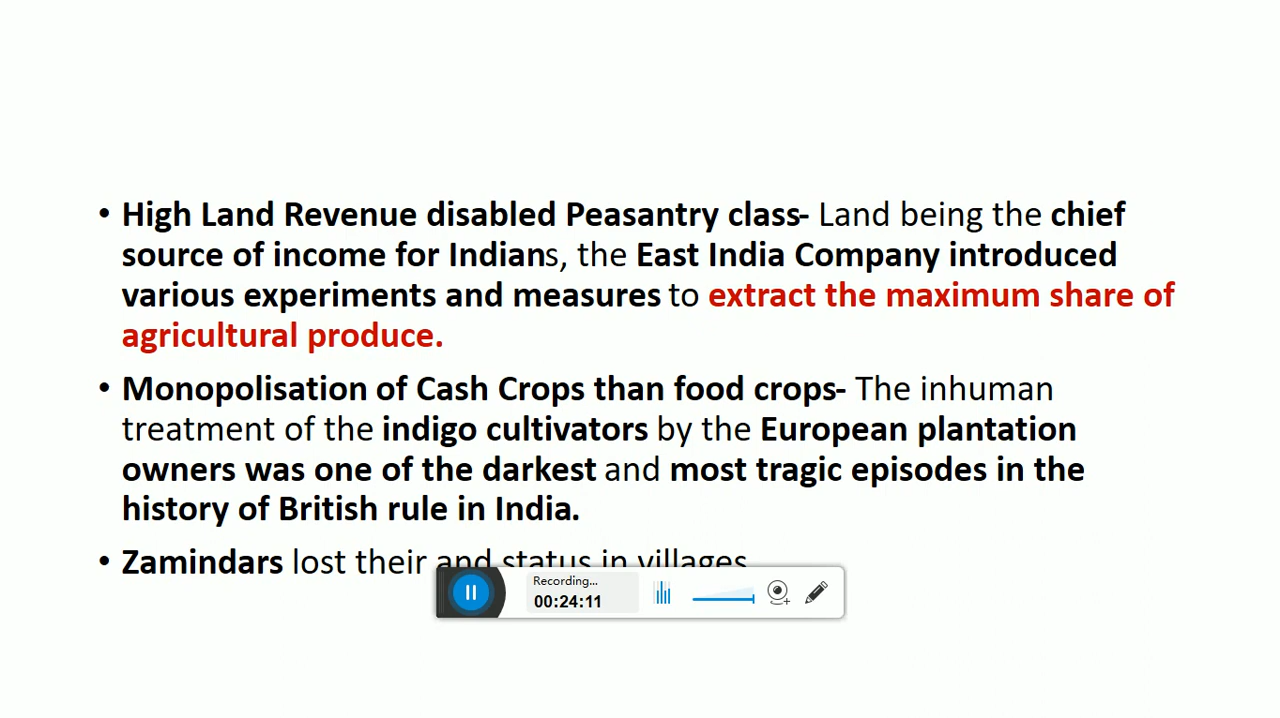 • High Land Revenue disabled Peasantry class- Land being the chief
source of income for Indians, the East India Company introduced
various experiments and measures to extract the maximum share of
agricultural produce.
• Monopolisation of Cash Crops than food crops- The inhuman
treatment of the indigo cultivators by the European plantation
owners was one of the darkest and most tragic episodes in the
history of British rule in India.
• Zamindars lost their and status in villages
Recording...
00:24:11